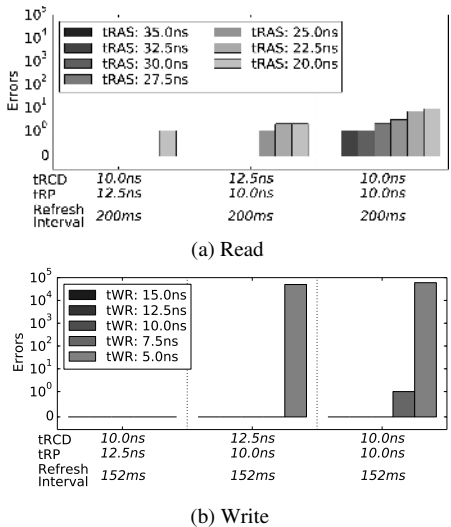 10^5
10^4
10^3
10^2
10^1
10^0
0
Errors
tRAS: 35.0ns
tRAS: 32.5ns
tRAS: 30.0ns
tRAS: 27.5ns
tRAS: 25.0ns
tRAS: 22.5ns
tRAS: 20.0ns
tRCD 10.0ns 12.5ns 10.0ns
tRP 12.5ns 10.0ns 10.0ns
Refresh
Interval 200ms 200ms 200ms
(a) Read
10^5
10^4
10^3
10^2
10^1
10^0
0
Errors
tWR: 15.0ns
tWR: 12.5ns
tWR: 10.0ns
tWR: 7.5ns
tWR: 5.0ns
tRCD 10.0ns 12.5ns 10.0ns
tRP 12.5ns 10.0ns 10.0ns
Refresh
Interval 152ms 152ms 152ms
(b) Write